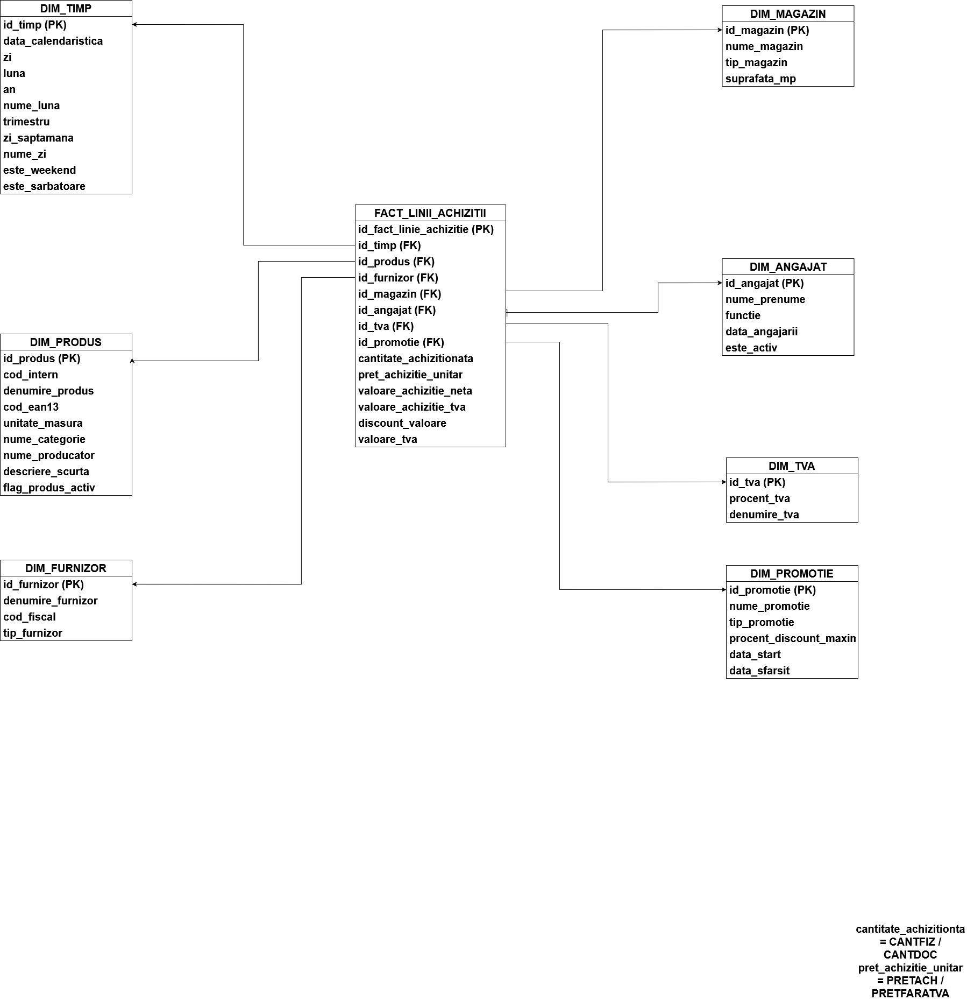 DIM_TIMP
id_timp (PK)
data_calendaristica
zi
luna
an
nume_luna
trimestru
zi_saptamana
nume_zi
este_weekend
este_sarbatoare
DIM_MAGAZIN
id_magazin (PK)
nume_magazin
tip_magazin
suprafata_mp
FACT_LINII_ACHIZITII
id_fact_linie_achizitie (PK)
id_timp (FK)
id_produs (FK)
id_furnizor (FK)
id_magazin (FK)
id_angajat (FK)
id_tva (FK)
id_promotie (FK)
cantitate_achizitionata
pret_achizitie_unitar
valoare_achizitie_neta
valoare_achizitie_tva
discount_valoare
valoare_tva
DIM_ANGAJAT
id_angajat (PK)
nume_prenume
functie
data_angajarii
este_activ
DIM_PRODUS
id_produs (PK)
cod_intern
denumire_produs
cod_ean13
unitate_masura
nume_categorie
nume_producator
descriere_scurta
flag_produs_activ
DIM_TVA
id_tva (PK)
procent_tva
denumire_tva
DIM_FURNIZOR
id_furnizor (PK)
denumire_furnizor
cod_fiscal
tip_furnizor
DIM_PROMOTIE
id_promotie (PK)
nume_promotie
tip_promotie
procent_discount_maxin
data_start
data_sfarsit
cantitate_achizitionta
= CANTFIZ /
CANTDOC
pret_achizitie_unitar
= PRETACH /
PRETFARATVA